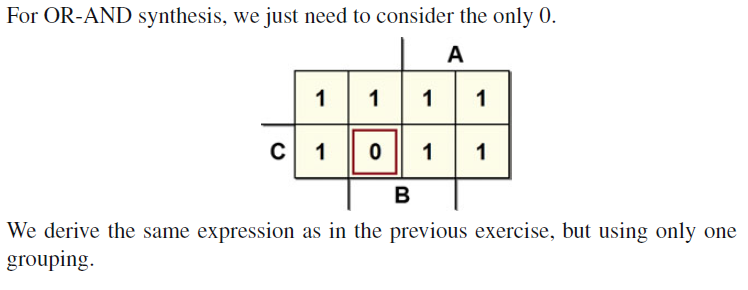 For OR-AND synthesis, we just need to consider the only 0.
A
1 1 1 1
C 1 0 1 1
B
We derive the same expression as in the previous exercise, but using only one
grouping.